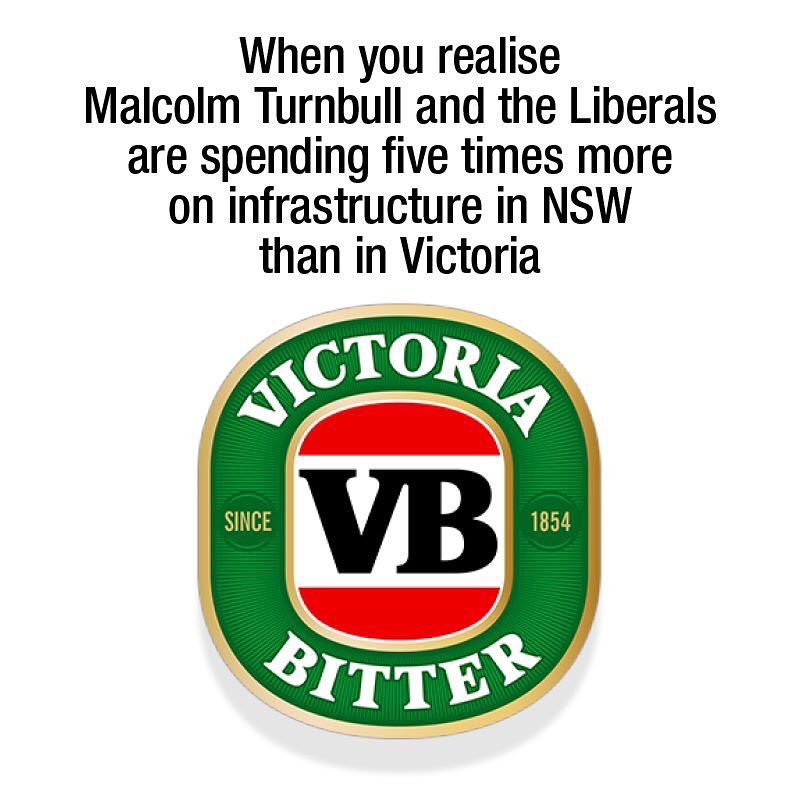 When you realise
Malcolm Turnbull and the Liberals
are spending five times more
on infrastructure in NSW
than in Victoria
VICTORIA
VB
SINCE
1854
BITTER